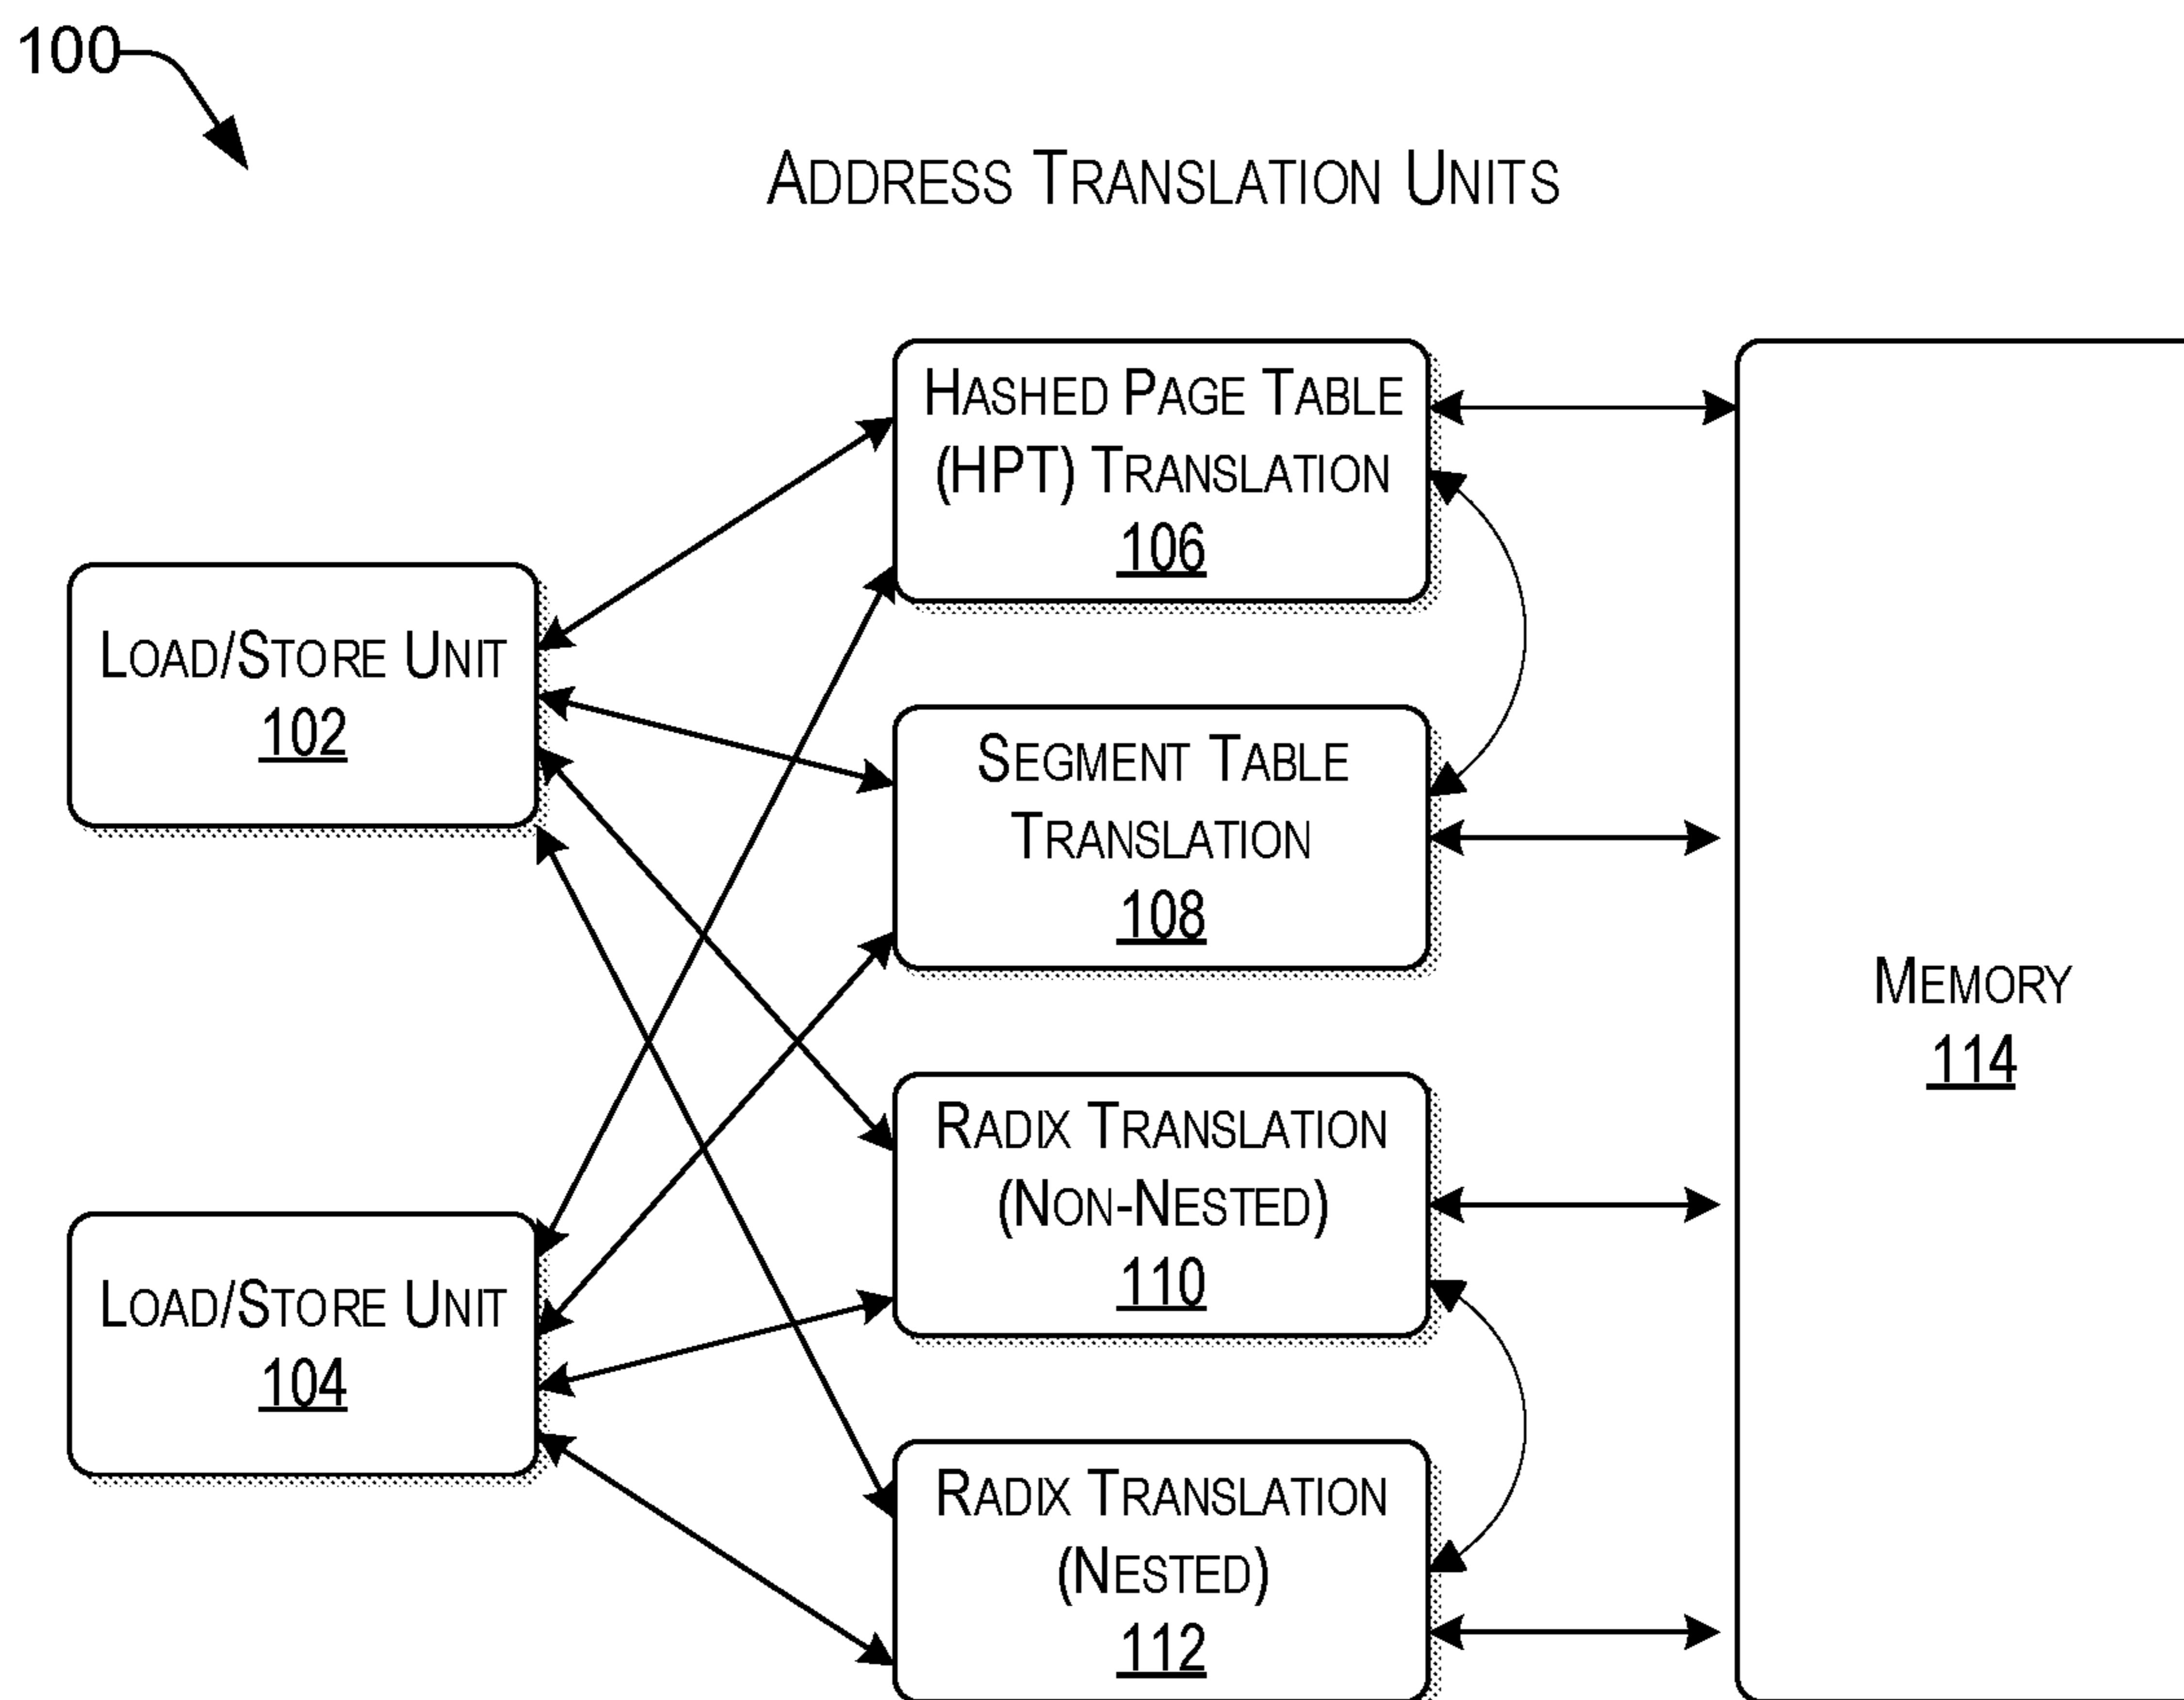 100
ADDRESS TRANSLATION UNITS
HASHED PAGE TABLE
(HPT) TRANSLATION
106
LOAD/STORE UNIT
102
SEGMENT TABLE
TRANSLATION
108
MEMORY
114
RADIX TRANSLATION
(NON-NESTED)
110
LOAD/STORE UNIT
104
RADIX TRANSLATION
(NESTED)
112